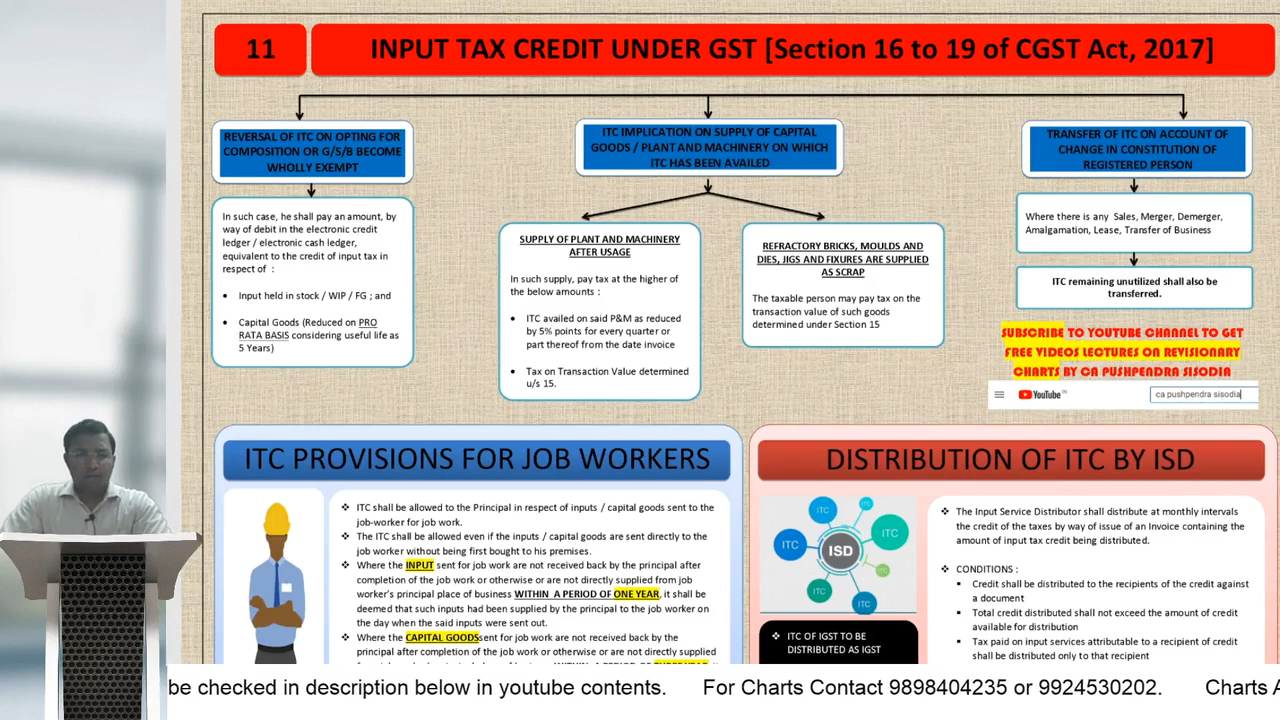 11
INPUT TAX CREDIT UNDER GST [Section 16 to 19 of CGST Act, 2017]
REVERSAL OF ITC ON OPTING FOR
COMPOSITION OR G/S/B BECOME
WHOLLY EXEMPT
In such case, he shall pay an amount, by
way of debit in the electronic credit
ledger / electronic cash ledger,
equivalent to the credit of input tax in
respect of :
• Input held in stock / WIP / FG ; and
• Capital Goods (Reduced on PRO
RATA BASIS considering useful life as
5 Years)
ITC IMPLICATION ON SUPPLY OF CAPITAL
GOODS / PLANT AND MACHINERY ON WHICH
ITC HAS BEEN AVAILED
SUPPLY OF PLANT AND MACHINERY
AFTER USAGE
In such supply, pay tax at the higher of
the below amounts :
• ITC availed on said P&M as reduced
by 5% points for every quarter or
part thereof from the date invoice
• Tax on Transaction Value determined
u/s 15.
REFRACTORY BRICKS, MOULDS AND
DIES, JIGS AND FIXURES ARE SUPPLIED
AS SCRAP
The taxable person may pay tax on the
transaction value of such goods
determined under Section 15
TRANSFER OF ITC ON ACCOUNT OF
CHANGE IN CONSTITUTION OF
REGISTERED PERSON
Where there is any Sales, Merger, Demerger,
Amalgamation, Lease, Transfer of Business
ITC remaining unutilized shall also be
transferred.
SUBSCRIBE TO YOUTUBE CHANNEL TO GET
FREE VIDEOS LECTURES ON REVISIONARY
CHARTS BY CA PUSHPENDRA SISODIA
YouTube IN
ca pushpendra sisodia
ITC PROVISIONS FOR JOB WORKERS
❖ ITC shall be allowed to the Principal in respect of inputs / capital goods sent to the
job-worker for job work.
❖ The ITC shall be allowed even if the inputs / capital goods are sent directly to the
job worker without being first bought to his premises.
❖ Where the INPUT sent for job work are not received back by the principal after
completion of the job work or otherwise or are not directly supplied from job
worker's principal place of business WITHIN A PERIOD OF ONE YEAR, it shall be
deemed that such inputs had been supplied by the principal to the job worker on
the day when the said inputs were sent out.
❖ Where the CAPITAL GOODS sent for job work are not received back by the
principal after completion of the job work or otherwise or are not directly supplied
DISTRIBUTION OF ITC BY ISD
ITC
ITC
ITC
ITC
ISD
ITC
ITC
ITC
❖ ITC OF IGST TO BE
DISTRIBUTED AS IGST
❖ The Input Service Distributor shall distribute at monthly intervals
the credit of the taxes by way of issue of an Invoice containing the
amount of input tax credit being distributed.
❖ CONDITIONS :
▪ Credit shall be distributed to the recipients of the credit against
a document
▪ Total credit distributed shall not exceed the amount of credit
available for distribution
▪ Tax paid on input services attributable to a recipient of credit
shall be distributed only to that recipient
be checked in description below in youtube contents. For Charts Contact 9898404235 or 9924530202. Charts A